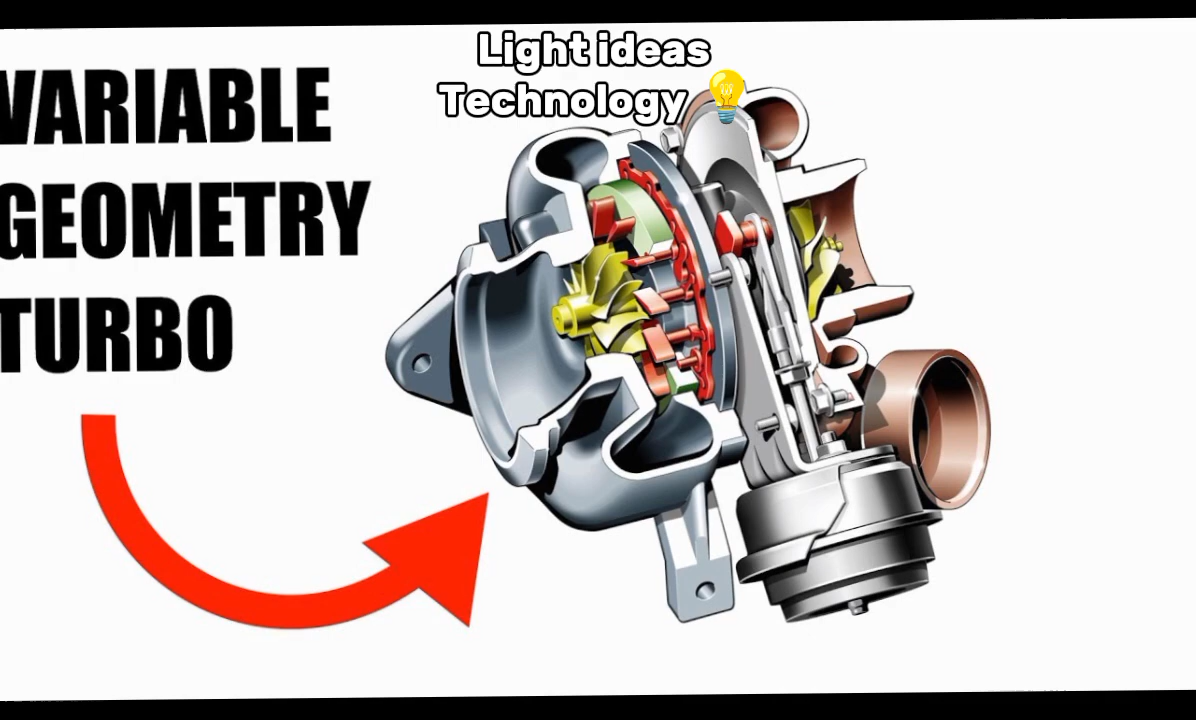 Light ideas
Technology 💡
VARIABLE
GEOMETRY
TURBO